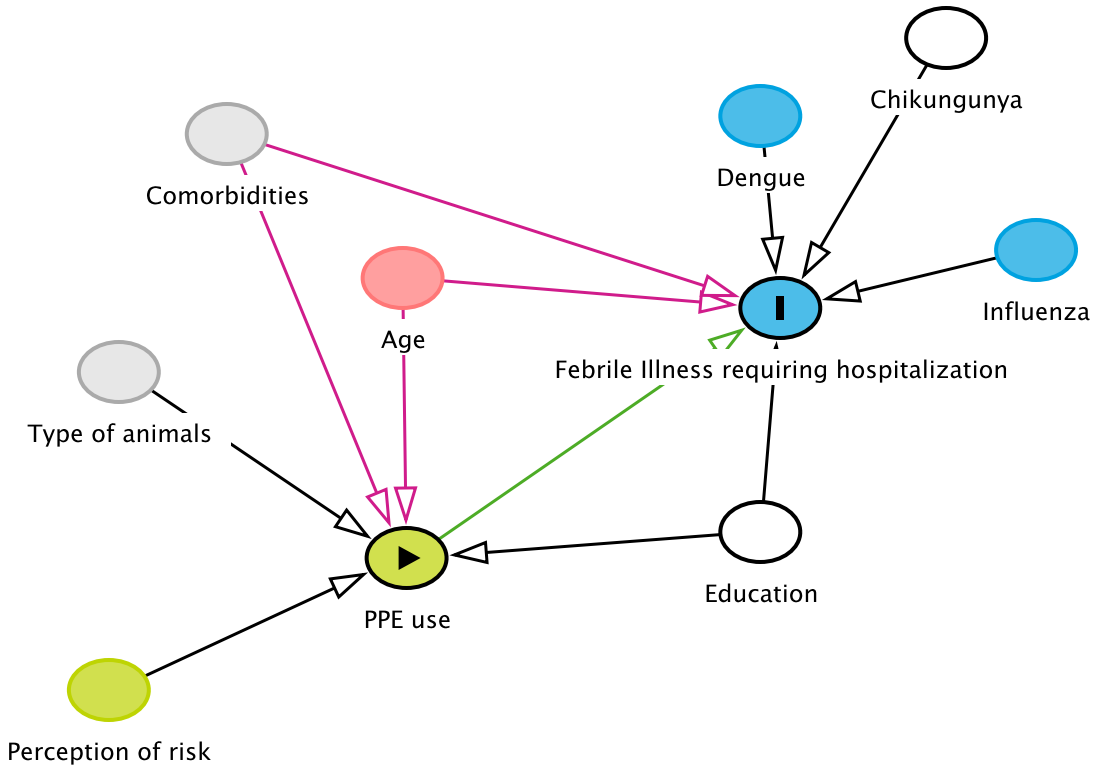 Chikungunya
Dengue
Comorbidities
Influenza
Age
Febrile Illness requiring hospitalization
Type of animals
Education
PPE use
Perception of risk